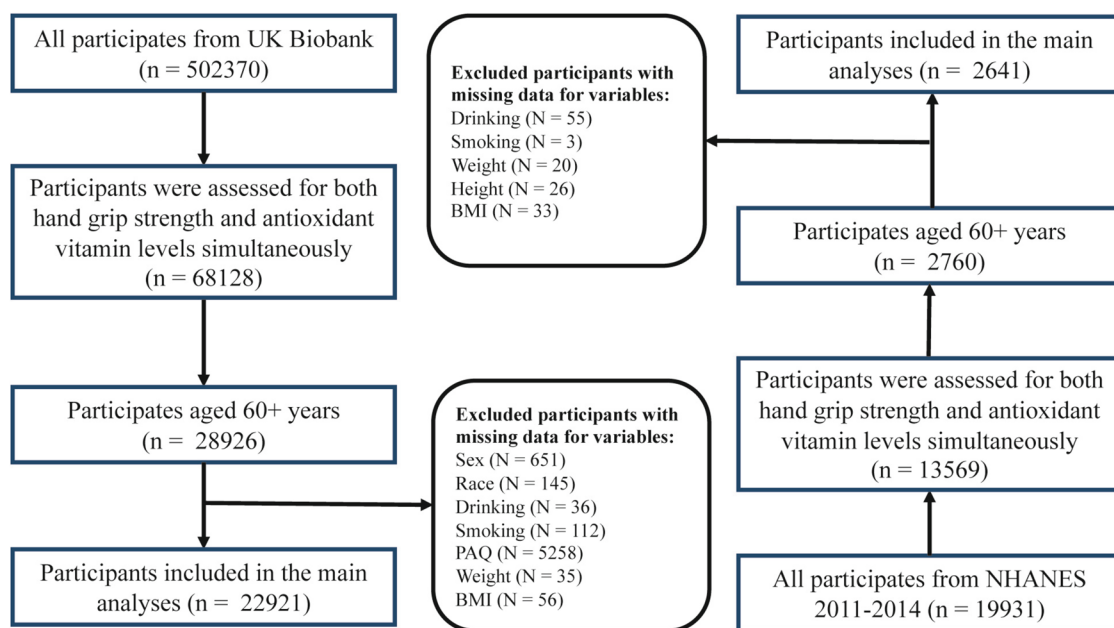 All participates from UK Biobank
(n = 502370)
Participants were assessed for both
hand grip strength and antioxidant
vitamin levels simultaneously
(n = 68128)
Participates aged 60+ years
(n = 28926)
Participants included in the main
analyses (n = 22921)
Excluded participants with
missing data for variables:
Drinking (N = 55)
Smoking (N = 3)
Weight (N = 20)
Height (N = 26)
BMI (N = 33)
Excluded participants with
missing data for variables:
Sex (N = 651)
Race (N = 145)
Drinking (N = 36)
Smoking (N = 112)
PAQ (N = 5258)
Weight (N = 35)
BMI (N = 56)
Participants included in the main
analyses (n = 2641)
Participates aged 60+ years
(n = 2760)
Participants were assessed for both
hand grip strength and antioxidant
vitamin levels simultaneously
(n = 13569)
All participates from NHANES
2011-2014 (n = 19931)